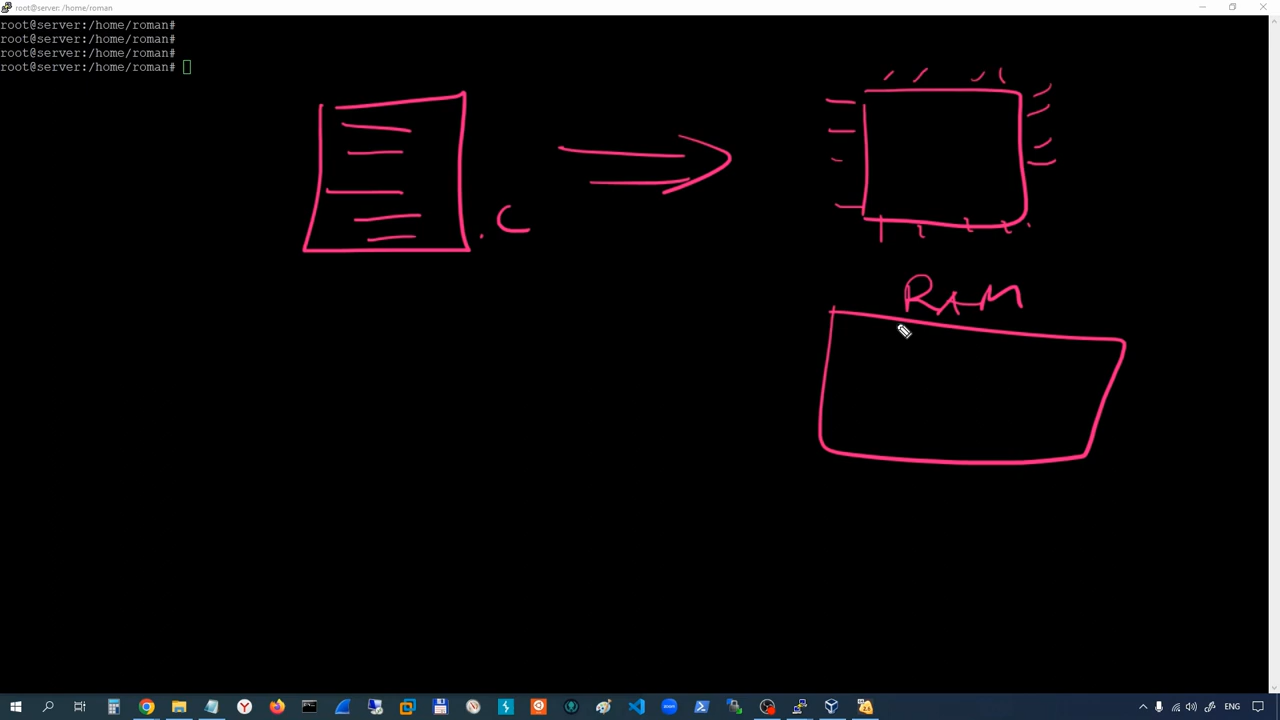 root@server: /home/roman
root@server:/home/roman#
root@server:/home/roman#
root@server:/home/roman#
root@server:/home/roman#
.C
RAM
ENG